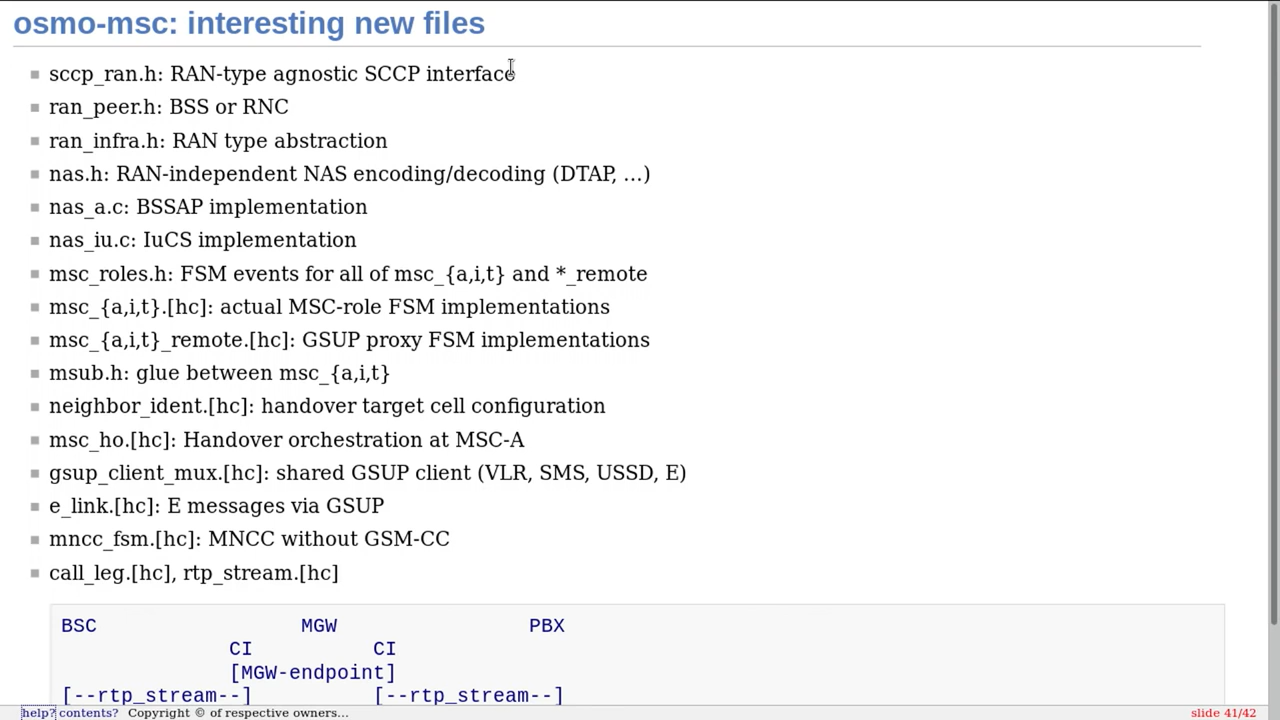 osmo-msc: interesting new files
sccp_ran.h: RAN-type agnostic SCCP interface
ran_peer.h: BSS or RNC
ran_infra.h: RAN type abstraction
nas.h: RAN-independent NAS encoding/decoding (DTAP, …)
nas_a.c: BSSAP implementation
nas_iu.c: IuCS implementation
msc_roles.h: FSM events for all of msc_{a,i,t} and *_remote
msc_{a,i,t}.[hc]: actual MSC-role FSM implementations
msc_{a,i,t}_remote.[hc]: GSUP proxy FSM implementations
msub.h: glue between msc_{a,i,t}
neighbor_ident.[hc]: handover target cell configuration
msc_ho.[hc]: Handover orchestration at MSC-A
gsup_client_mux.[hc]: shared GSUP client (VLR, SMS, USSD, E)
e_link.[hc]: E messages via GSUP
mncc_fsm.[hc]: MNCC without GSM-CC
call_leg.[hc], rtp_stream.[hc]
BSC                 MGW                PBX
              CI          CI
              [MGW-endpoint]
[--rtp_stream--]          [--rtp_stream--]
help? contents? Copyright © of respective owners... slide 41/42